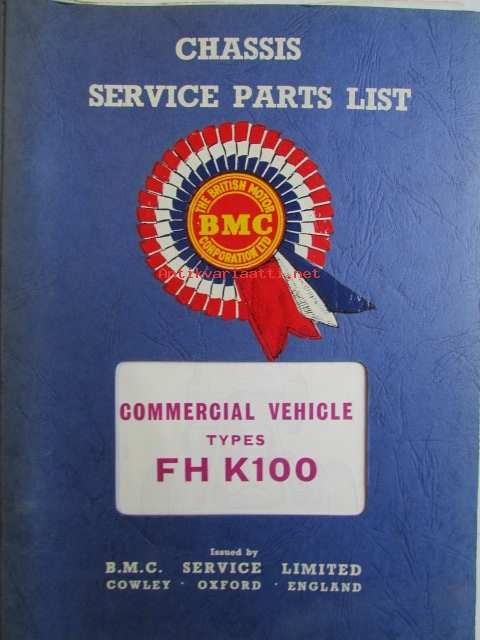 CHASSIS
SERVICE PARTS LIST
THE BRITISH MOTOR
BMC
CORPORATION LTD
Antikvariaatti.net
COMMERCIAL VEHICLE
TYPES
FH K100
Issued by
B.M.C. SERVICE LIMITED
COWLEY · OXFORD · ENGLAND